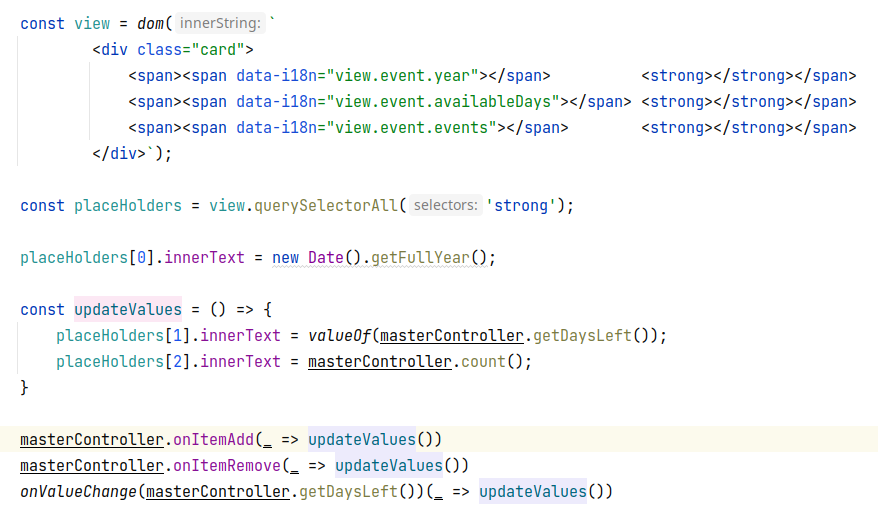 const view = dom( innerString: `
        <div class="card">
            <span><span data-i18n="view.event.year"></span>          <strong></strong></span>
            <span><span data-i18n="view.event.availableDays"></span> <strong></strong></span>
            <span><span data-i18n="view.event.events"></span>        <strong></strong></span>
        </div>`);
const placeHolders = view.querySelectorAll( selectors: 'strong');
placeHolders[0].innerText = new Date().getFullYear();
const updateValues = () => {
    placeHolders[1].innerText = valueOf(masterController.getDaysLeft());
    placeHolders[2].innerText = masterController.count();
}
masterController.onItemAdd(_ => updateValues())
masterController.onItemRemove(_ => updateValues())
onValueChange(masterController.getDaysLeft())(_ => updateValues())